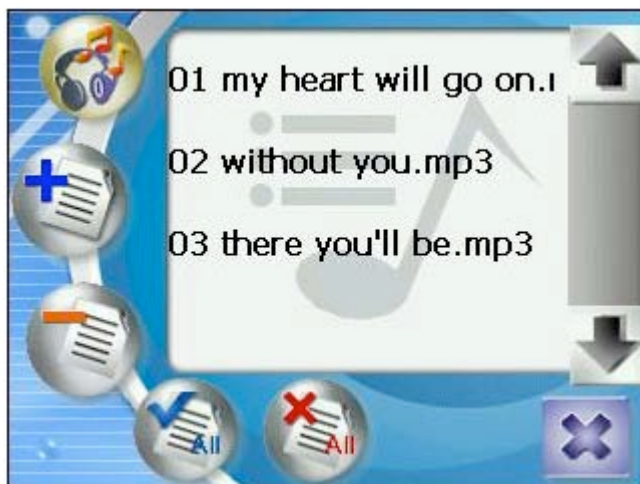 01 my heart will go on.
02 without you.mp3
03 there you'll be.mp3
All
All